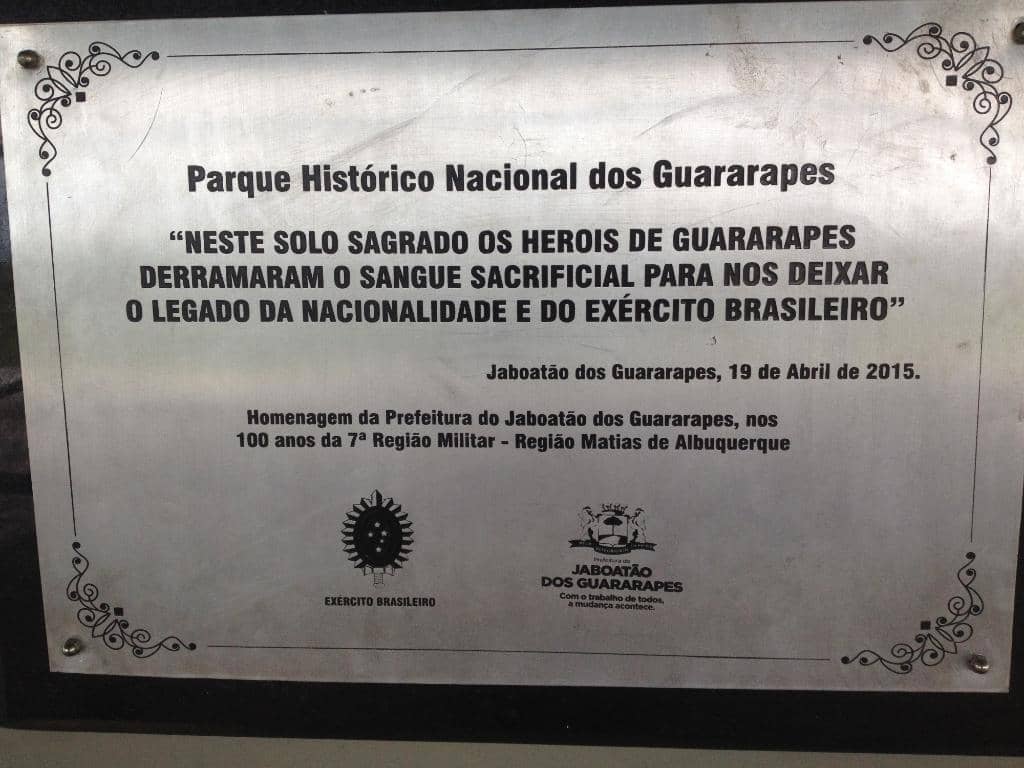 Parque Histórico Nacional dos Guararapes
“NESTE SOLO SAGRADO OS HEROIS DE GUARARAPES
DERRAMARAM O SANGUE SACRIFICIAL PARA NOS DEIXAR
O LEGADO DA NACIONALIDADE E DO EXÉRCITO BRASILEIRO”
Jaboatão dos Guararapes, 19 de Abril de 2015.
Homenagem da Prefeitura do Jaboatão dos Guararapes, nos
100 anos da 7ª Região Militar - Região Matias de Albuquerque
EXÉRCITO BRASILEIRO
Prefeitura do
JABOATÃO
DOS GUARARAPES
Com o trabalho de todos,
a mudança acontece.